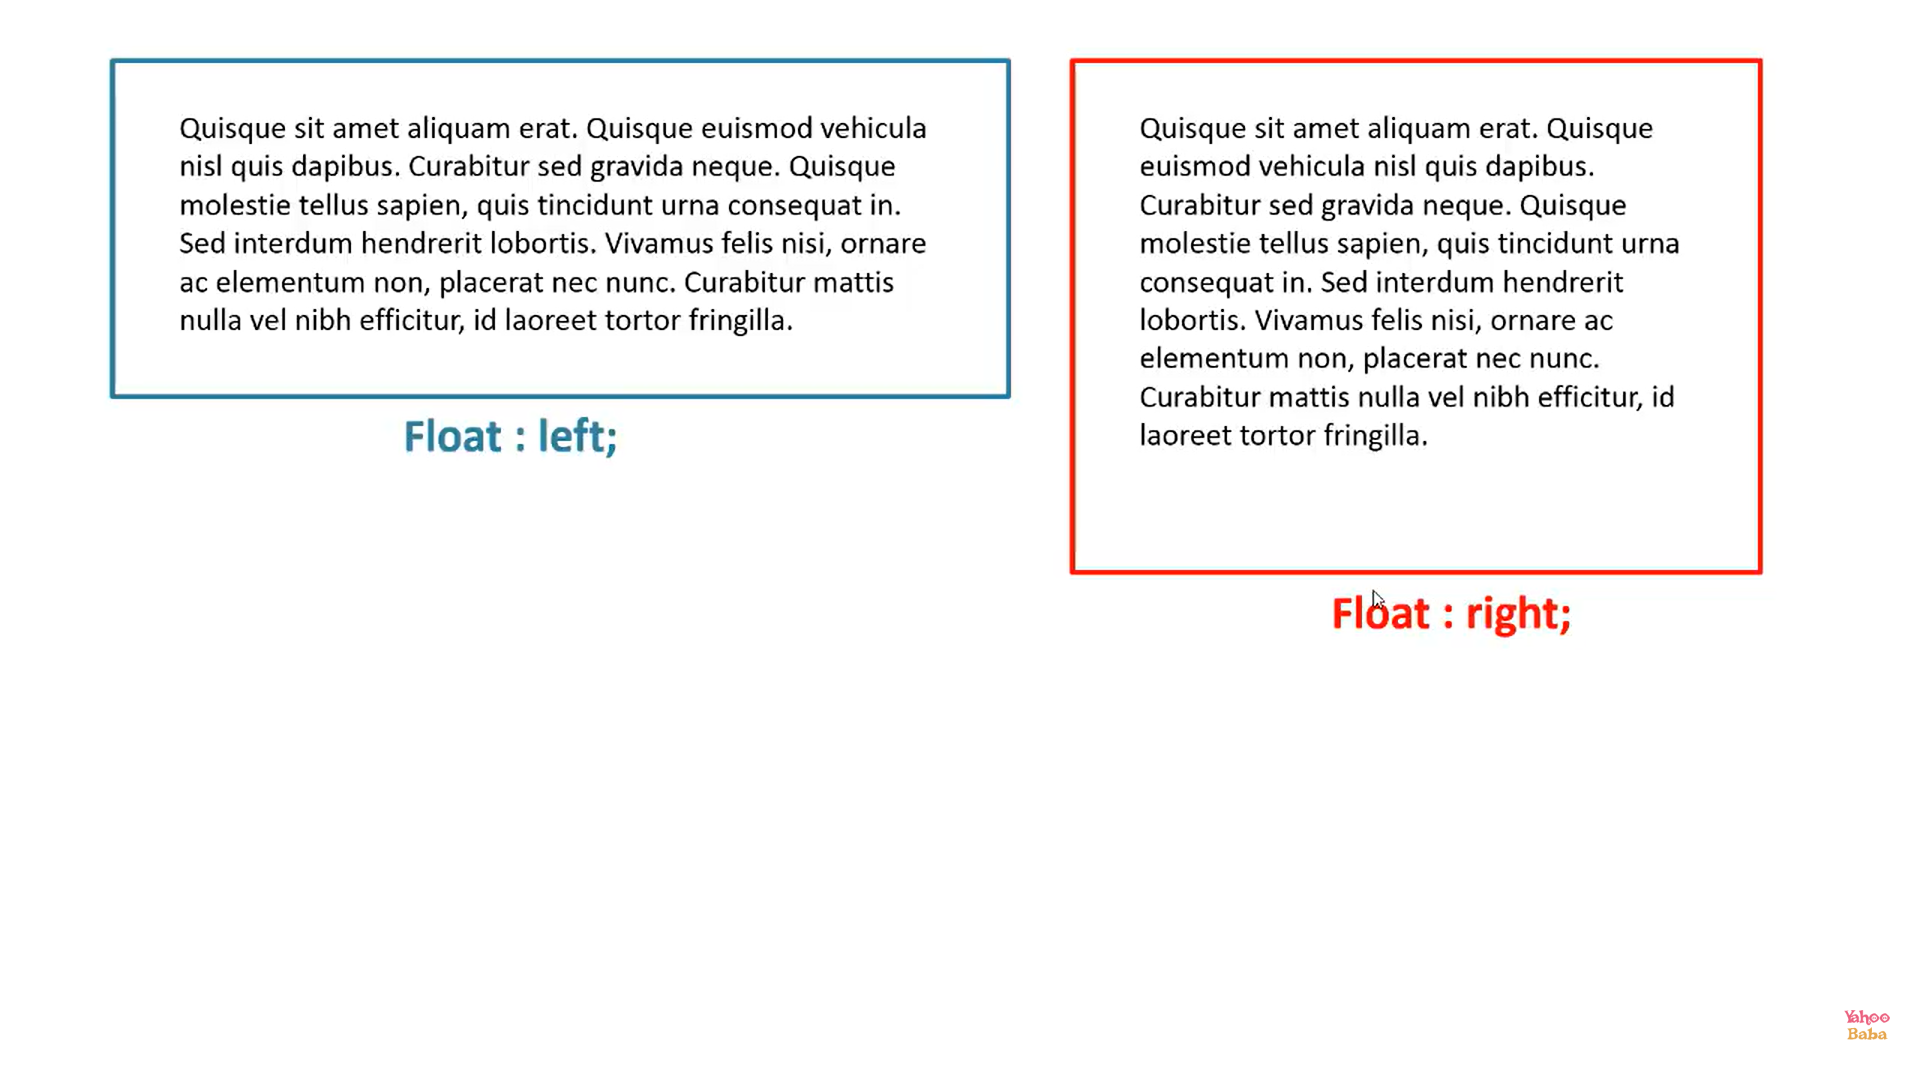 Quisque sit amet aliquam erat. Quisque euismod vehicula
nisl quis dapibus. Curabitur sed gravida neque. Quisque
molestie tellus sapien, quis tincidunt urna consequat in.
Sed interdum hendrerit lobortis. Vivamus felis nisi, ornare
ac elementum non, placerat nec nunc. Curabitur mattis
nulla vel nibh efficitur, id laoreet tortor fringilla.
Float : left;
Quisque sit amet aliquam erat. Quisque
euismod vehicula nisl quis dapibus.
Curabitur sed gravida neque. Quisque
molestie tellus sapien, quis tincidunt urna
consequat in. Sed interdum hendrerit
lobortis. Vivamus felis nisi, ornare ac
elementum non, placerat nec nunc.
Curabitur mattis nulla vel nibh efficitur, id
laoreet tortor fringilla.
Float : right;
Yahoo
Baba